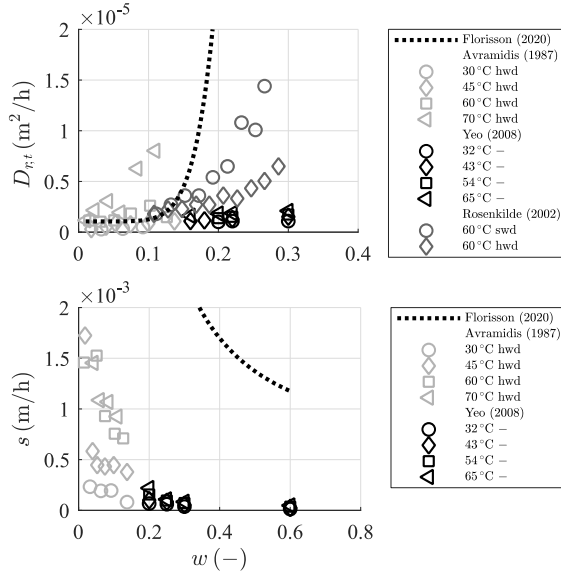 ×10⁻⁵
2
1.5
1
0.5
0
D_{r,t} (m²/h)
0 0.1 0.2 0.3 0.4
Florisson (2020)
Avramidis (1987)
30 °C hwd
45 °C hwd
60 °C hwd
70 °C hwd
Yeo (2008)
32 °C −
43 °C −
54 °C −
65 °C −
Rosenkilde (2002)
60 °C swd
60 °C hwd
×10⁻³
2
1.5
1
0.5
0
s (m/h)
0 0.2 0.4 0.6 0.8
w (−)
Florisson (2020)
Avramidis (1987)
30 °C hwd
45 °C hwd
60 °C hwd
70 °C hwd
Yeo (2008)
32 °C −
43 °C −
54 °C −
65 °C −